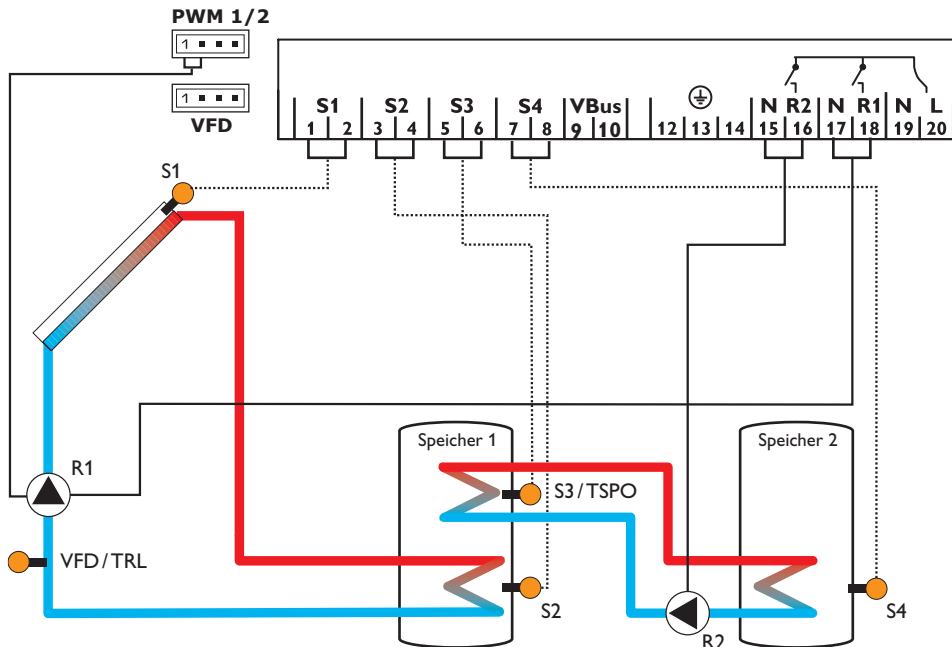 PWM 1/2
1
1
VFD
S1 S2 S3 S4 VBus N R2 N R1 N L
1 2 3 4 5 6 7 8 9 10 12 13 14 15 16 17 18 19 20
S1
R1
VFD / TRL
Speicher 1
S3 / TSPO
S2
Speicher 2
S4
R2